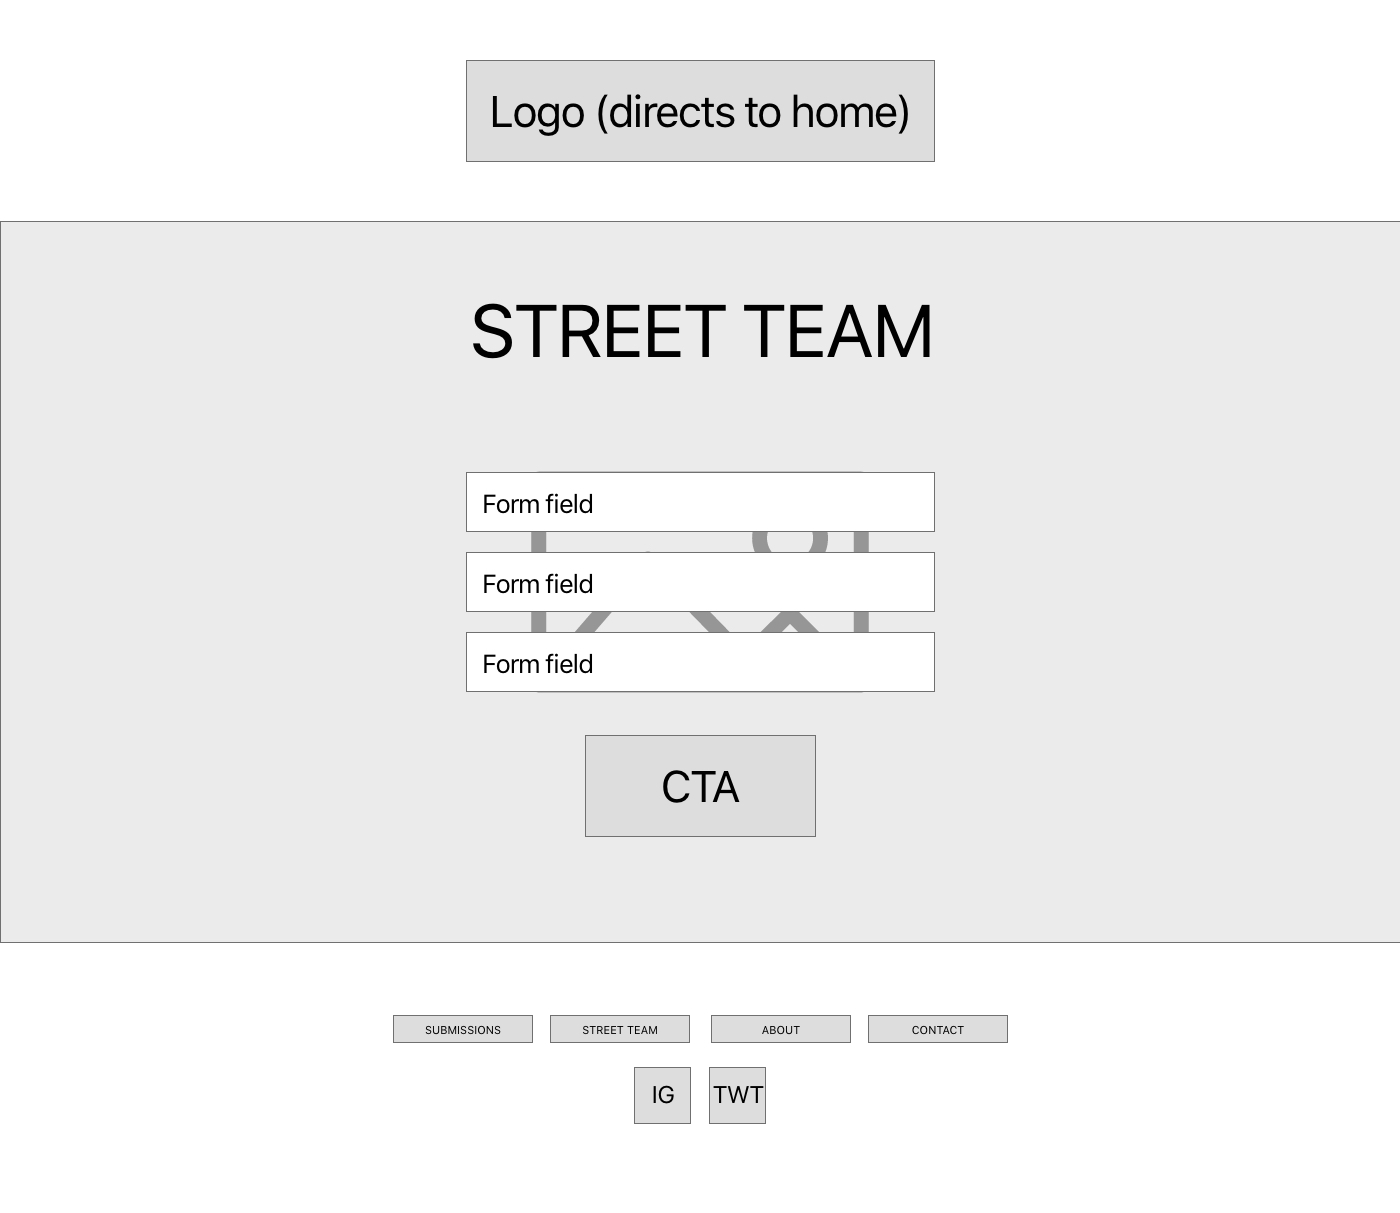 Logo (directs to home)
STREET TEAM
Form field
Form field
Form field
CTA
SUBMISSIONS STREET TEAM ABOUT CONTACT
IG TWT